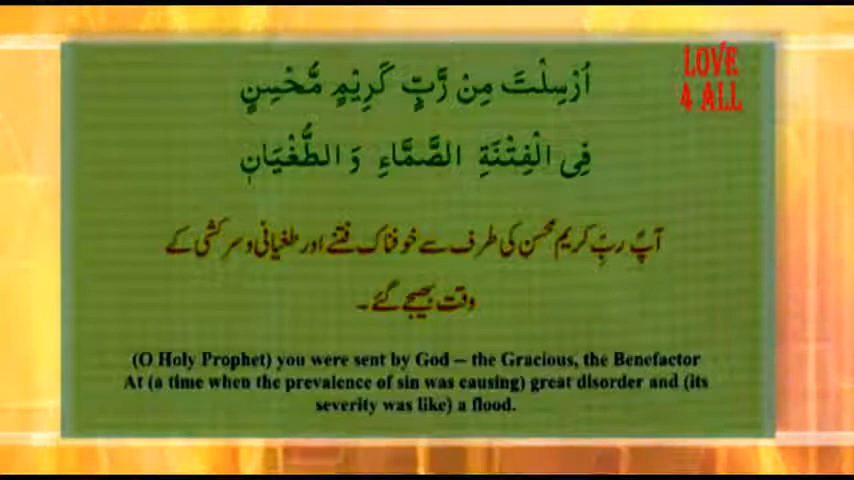 LOVE
4 ALL
اُرْسِلْتَ مِنْ رَّبٍّ كَرِيْمٍ مُّحْسِنٍ
فِى الْفِتْنَةِ الصَّمَّاءِ وَ الطُّغْيَانٖ
آپؐ ربِّ کریم محسن کی طرف سے خوفناک فتنے اور طغیانی و سرکشی کے
وقت بھیجے گئے۔
(O Holy Prophet) you were sent by God – the Gracious, the Benefactor
At (a time when the prevalence of sin was causing) great disorder and (its
severity was like) a flood.